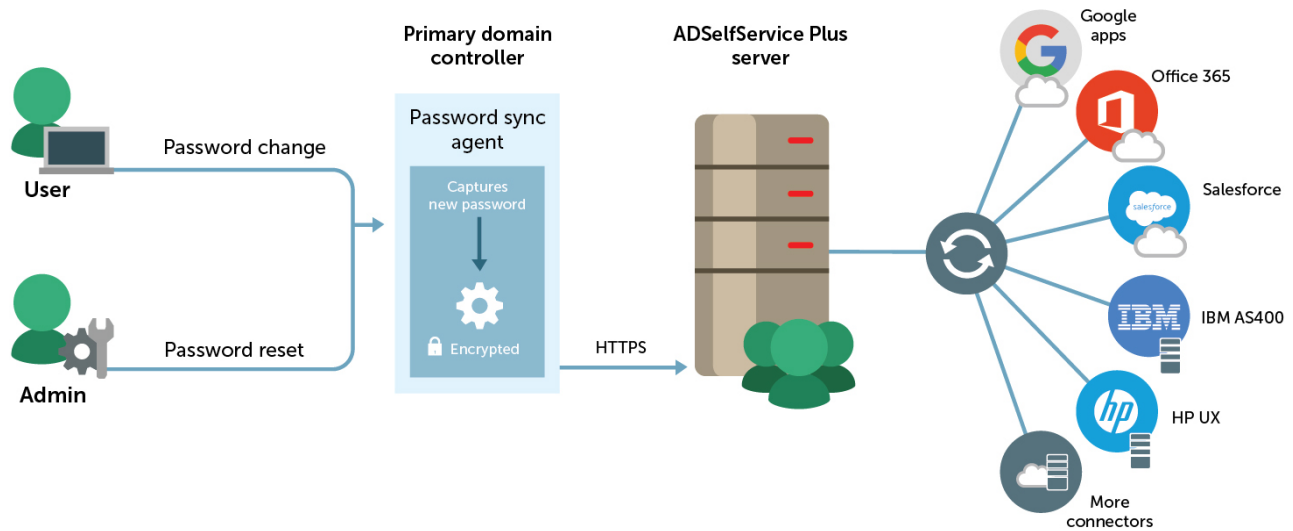 Primary domain
controller
ADSelfService Plus
server
Google
apps
Office 365
Salesforce
salesforce
IBM AS400
IBM
HP UX
hp
More
connectors
User
Password change
Admin
Password reset
Password sync
agent
Captures
new password
Encrypted
HTTPS